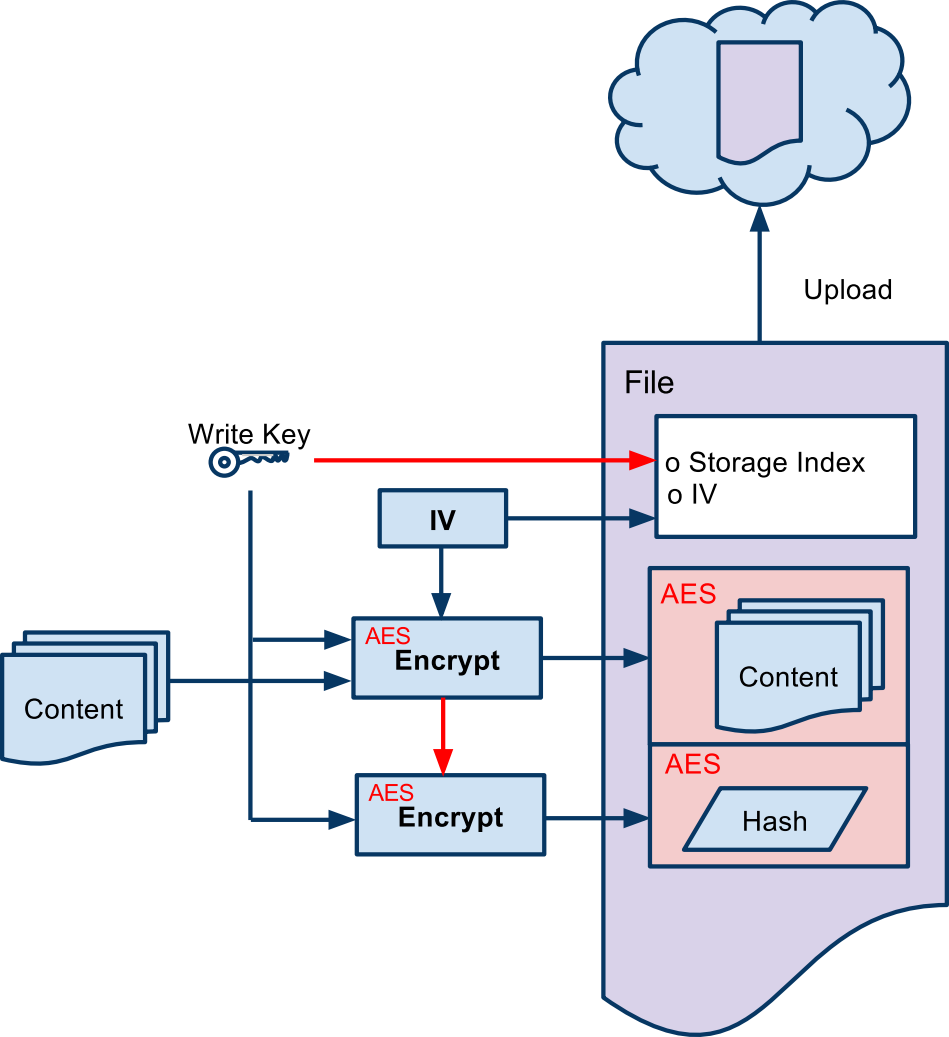 Upload
File
Write Key
o Storage Index
o IV
IV
AES
Encrypt
AES
Content
Content
AES
Encrypt
AES
Hash